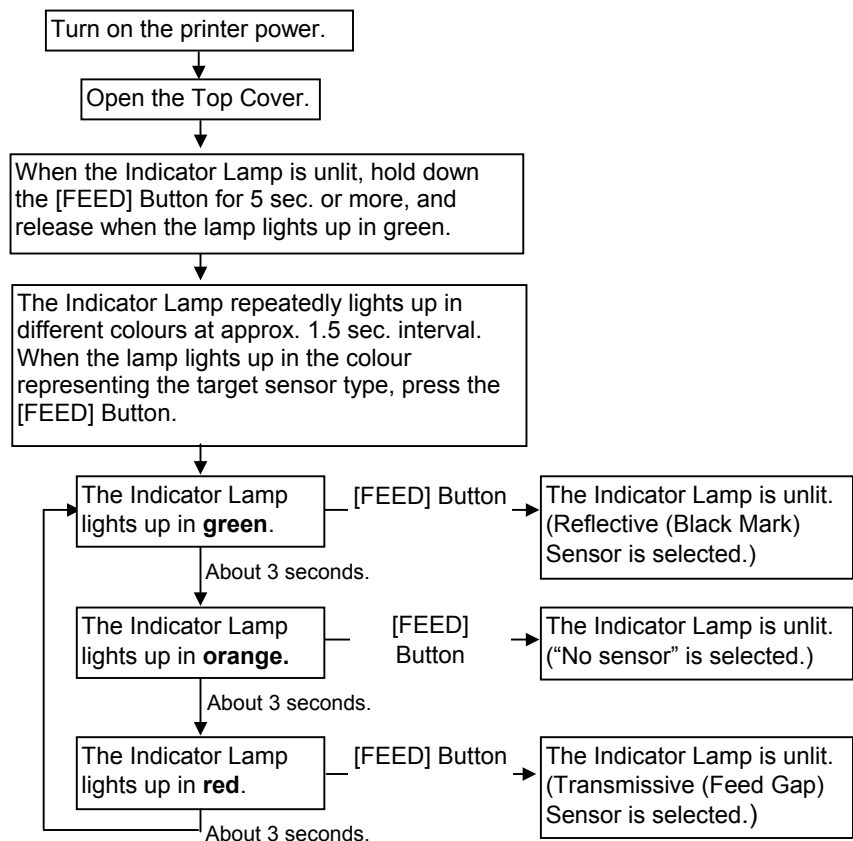 Turn on the printer power.
Open the Top Cover.
When the Indicator Lamp is unlit, hold down
the [FEED] Button for 5 sec. or more, and
release when the lamp lights up in green.
The Indicator Lamp repeatedly lights up in
different colours at approx. 1.5 sec. interval.
When the lamp lights up in the colour
representing the target sensor type, press the
[FEED] Button.
The Indicator Lamp
lights up in green.
[FEED] Button
The Indicator Lamp is unlit.
(Reflective (Black Mark)
Sensor is selected.)
About 3 seconds.
The Indicator Lamp
lights up in orange.
[FEED]
Button
The Indicator Lamp is unlit.
(“No sensor” is selected.)
About 3 seconds.
The Indicator Lamp
lights up in red.
[FEED] Button
The Indicator Lamp is unlit.
(Transmissive (Feed Gap)
Sensor is selected.)
About 3 seconds.